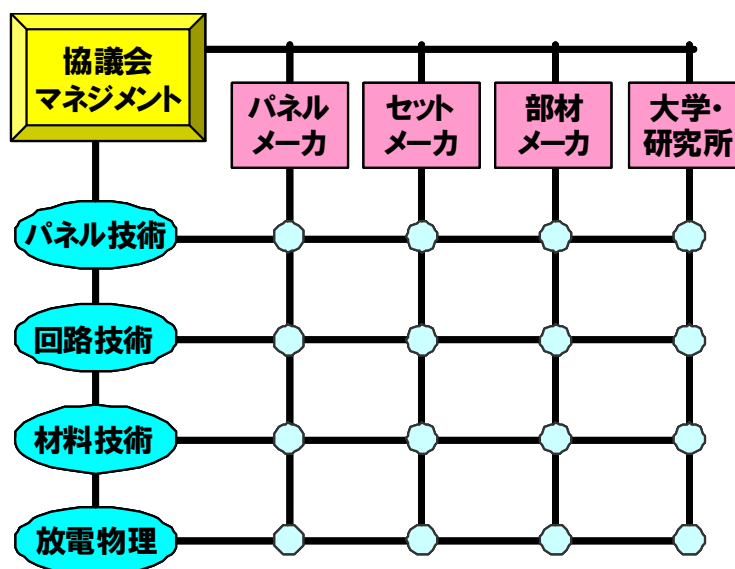 協議会
マネジメント
パネル
メーカ
セット
メーカ
部材
メーカ
大学・
研究所
パネル技術
回路技術
材料技術
放電物理